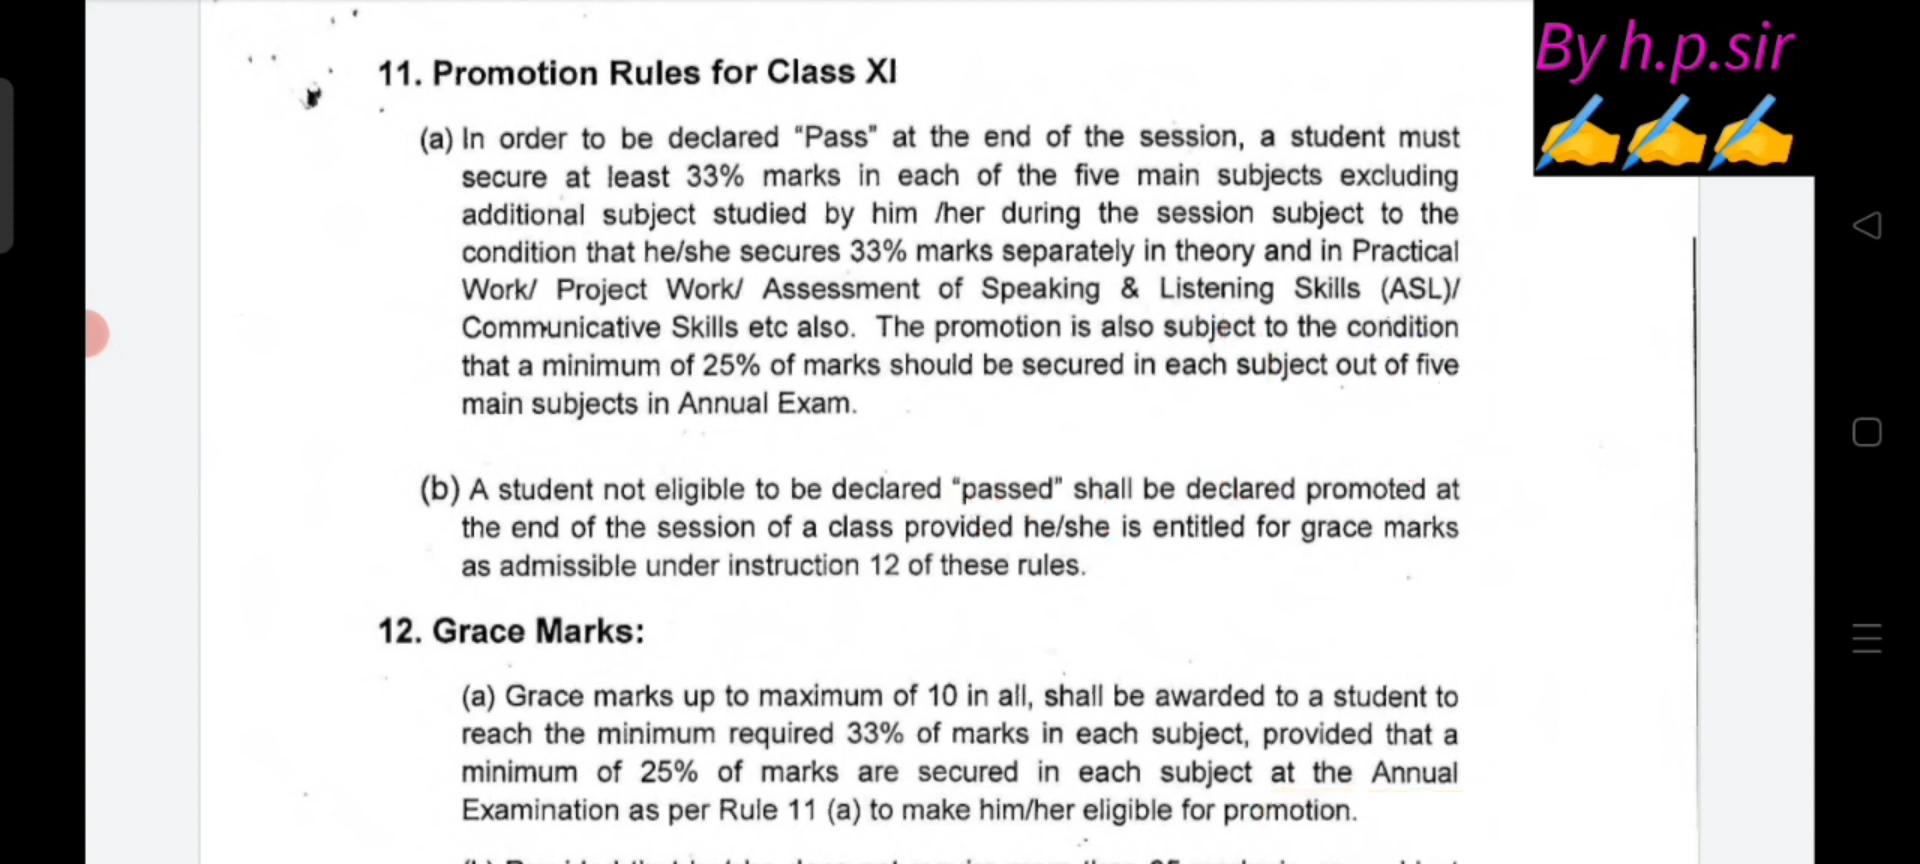 By h.p.sir
11. Promotion Rules for Class XI
(a) In order to be declared “Pass” at the end of the session, a student must
secure at least 33% marks in each of the five main subjects excluding
additional subject studied by him /her during the session subject to the
condition that he/she secures 33% marks separately in theory and in Practical
Work/ Project Work/ Assessment of Speaking & Listening Skills (ASL)/
Communicative Skills etc also. The promotion is also subject to the condition
that a minimum of 25% of marks should be secured in each subject out of five
main subjects in Annual Exam.
(b) A student not eligible to be declared “passed” shall be declared promoted at
the end of the session of a class provided he/she is entitled for grace marks
as admissible under instruction 12 of these rules.
12. Grace Marks:
(a) Grace marks up to maximum of 10 in all, shall be awarded to a student to
reach the minimum required 33% of marks in each subject, provided that a
minimum of 25% of marks are secured in each subject at the Annual
Examination as per Rule 11 (a) to make him/her eligible for promotion.